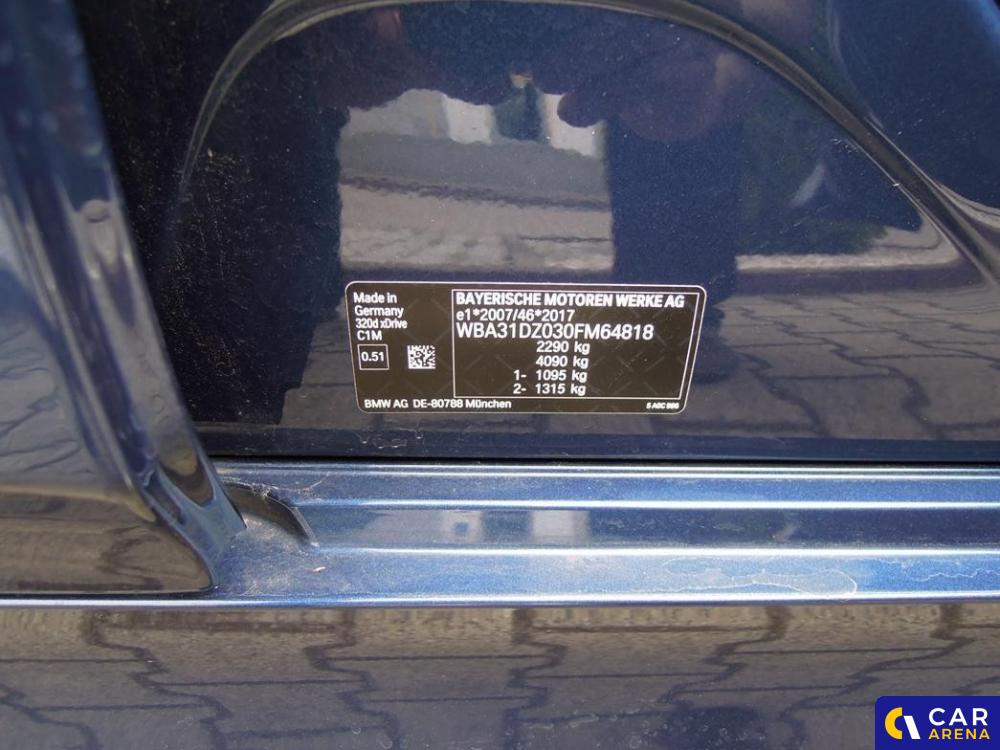 Made in
Germany
320d xDrive
C1M
0.51
BAYERISCHE MOTOREN WERKE AG
e1*2007/46*2017
WBA31DZ030FM64818
2290 kg
4090 kg
1- 1095 kg
2- 1315 kg
BMW AG DE-80788 München
CAR
ARENA